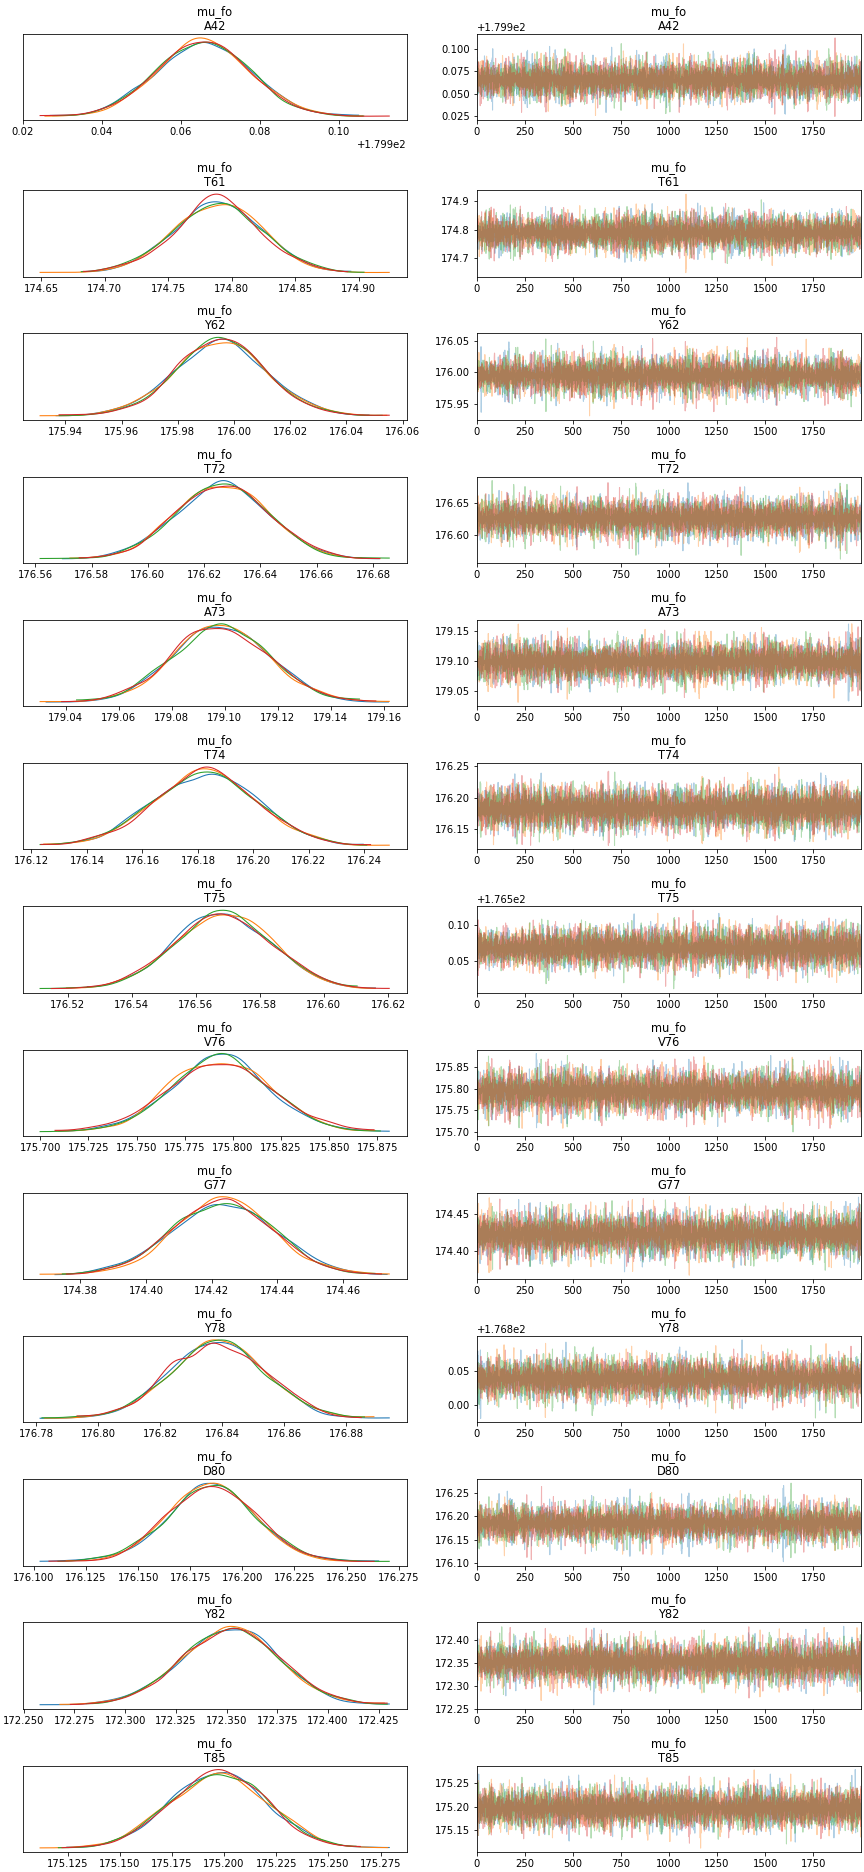 mu_fo
A42
mu_fo
A42
+1.799e2
0.100
0.075
0.050
0.025
0.02 0.04 0.06 0.08 0.10
+1.799e2
0 250 500 750 1000 1250 1500 1750
mu_fo
T61
mu_fo
T61
174.9
174.8
174.7
174.65 174.70 174.75 174.80 174.85 174.90
0 250 500 750 1000 1250 1500 1750
mu_fo
Y62
mu_fo
Y62
176.05
176.00
175.95
175.94 175.96 175.98 176.00 176.02 176.04 176.06
0 250 500 750 1000 1250 1500 1750
mu_fo
T72
mu_fo
T72
176.65
176.60
176.56 176.58 176.60 176.62 176.64 176.66 176.68
0 250 500 750 1000 1250 1500 1750
mu_fo
A73
mu_fo
A73
179.15
179.10
179.05
179.04 179.06 179.08 179.10 179.12 179.14 179.16
0 250 500 750 1000 1250 1500 1750
mu_fo
T74
mu_fo
T74
176.25
176.20
176.15
176.12 176.14 176.16 176.18 176.20 176.22 176.24
0 250 500 750 1000 1250 1500 1750
mu_fo
T75
mu_fo
T75
+1.765e2
0.10
0.05
176.52 176.54 176.56 176.58 176.60 176.62
0 250 500 750 1000 1250 1500 1750
mu_fo
V76
mu_fo
V76
175.85
175.80
175.75
175.70
175.700 175.725 175.750 175.775 175.800 175.825 175.850 175.875
0 250 500 750 1000 1250 1500 1750
mu_fo
G77
mu_fo
G77
174.45
174.40
174.38 174.40 174.42 174.44 174.46
0 250 500 750 1000 1250 1500 1750
mu_fo
Y78
mu_fo
Y78
+1.768e2
0.05
0.00
176.78 176.80 176.82 176.84 176.86 176.88
0 250 500 750 1000 1250 1500 1750
mu_fo
D80
mu_fo
D80
176.25
176.20
176.15
176.10
176.100 176.125 176.150 176.175 176.200 176.225 176.250 176.275
0 250 500 750 1000 1250 1500 1750
mu_fo
Y82
mu_fo
Y82
172.40
172.35
172.30
172.25
172.250 172.275 172.300 172.325 172.350 172.375 172.400 172.425
0 250 500 750 1000 1250 1500 1750
mu_fo
T85
mu_fo
T85
175.25
175.20
175.15
175.125 175.150 175.175 175.200 175.225 175.250 175.275
0 250 500 750 1000 1250 1500 1750